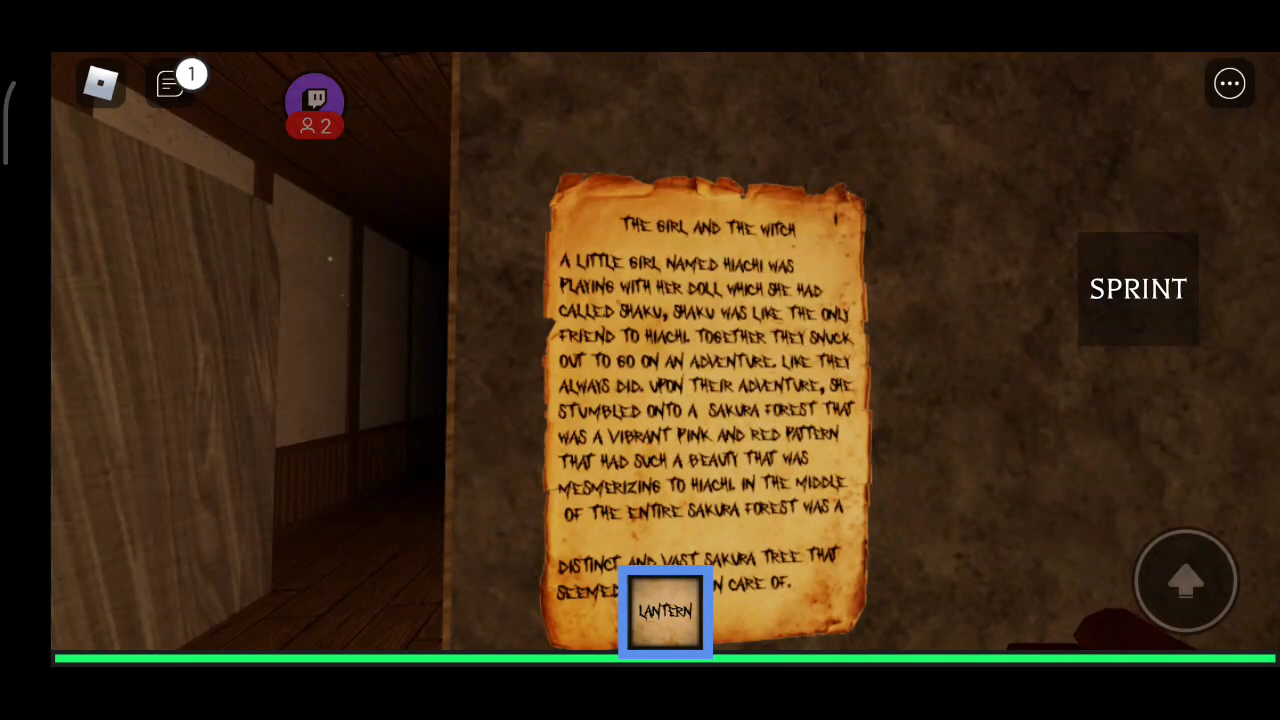 1
2
THE GIRL AND THE WITCH
A LITTLE GIRL NAMED HIACHI WAS
PLAYING WITH HER DOLL WHICH SHE HAD
CALLED SHAKU, SHAKU WAS LIKE THE ONLY
FRIEND TO HIACHI. TOGETHER THEY SNUCK
OUT TO GO ON AN ADVENTURE. LIKE THEY
ALWAYS DID. UPON THEIR ADVENTURE, SHE
STUMBLED ONTO A SAKURA FOREST THAT
WAS A VIBRANT PINK AND RED PATTERN
THAT HAD SUCH A BEAUTY THAT WAS
MESMERIZING TO HIACHI. IN THE MIDDLE
OF THE ENTIRE SAKURA FOREST WAS A
DISTINCT AND VAST SAKURA TREE THAT
SEEMED CARE OF.
LANTERN
SPRINT